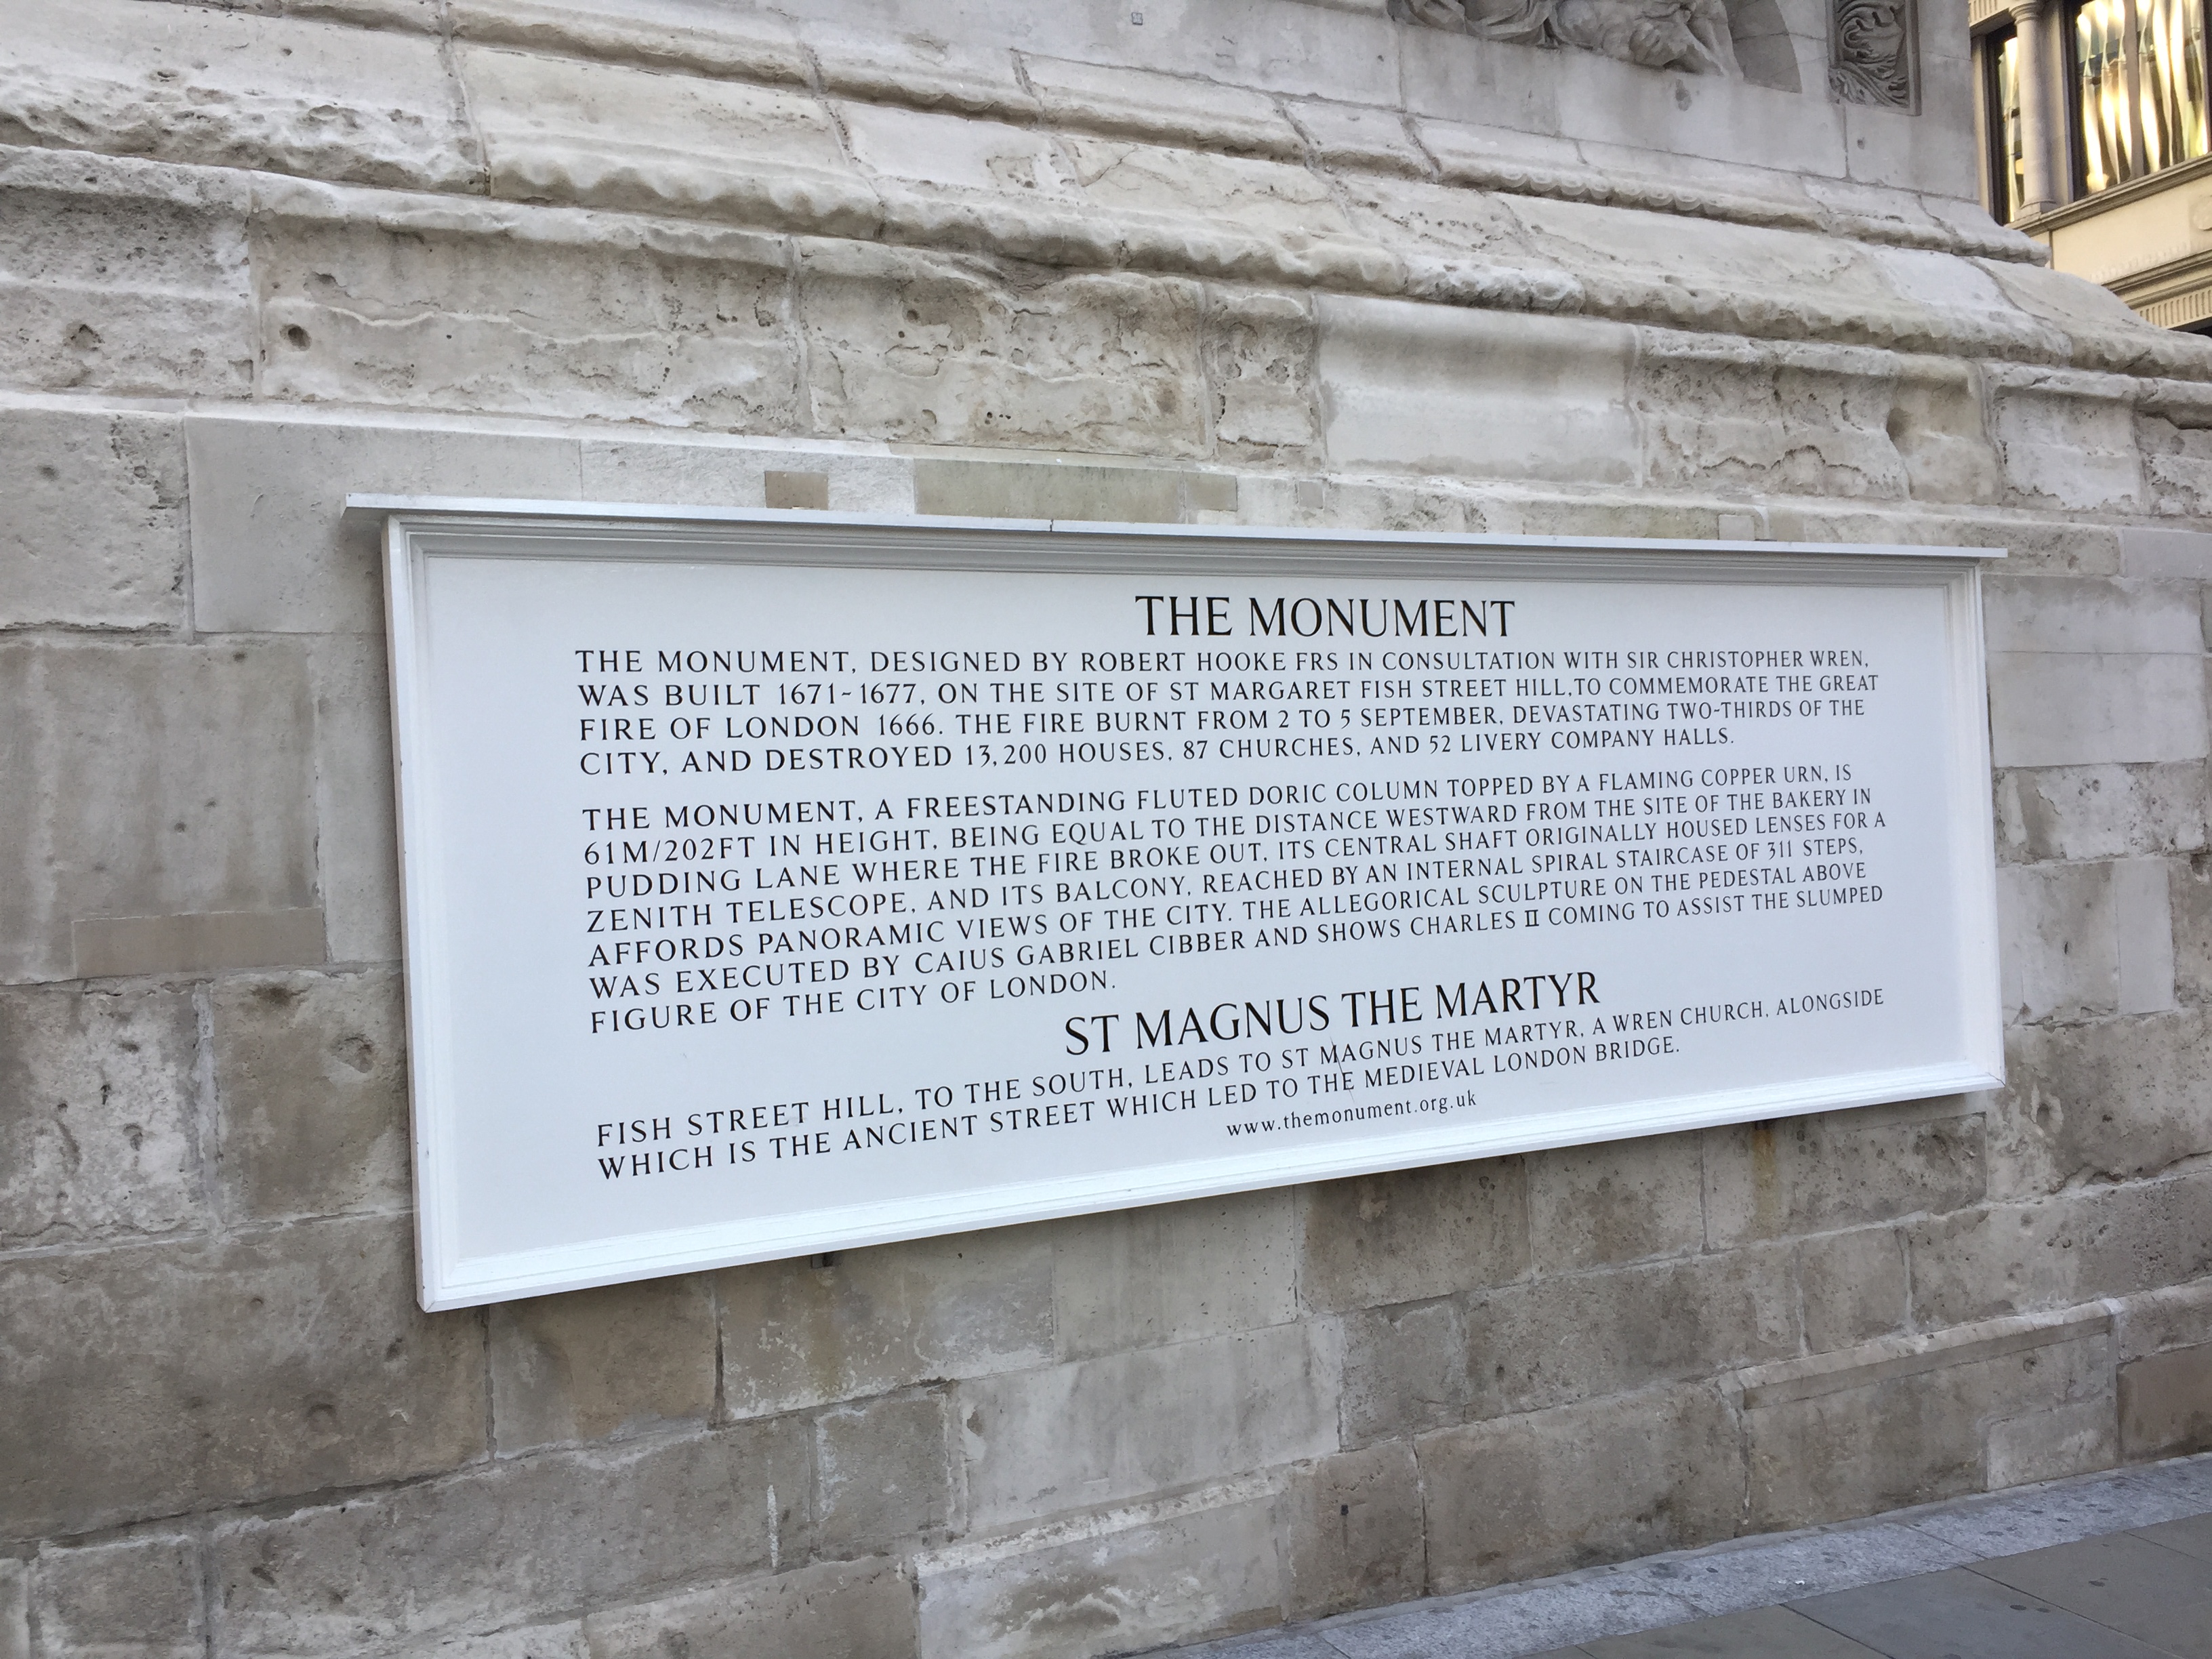 THE MONUMENT
THE MONUMENT, DESIGNED BY ROBERT HOOKE FRS IN CONSULTATION WITH SIR CHRISTOPHER WREN,
WAS BUILT 1671~1677, ON THE SITE OF ST MARGARET FISH STREET HILL,TO COMMEMORATE THE GREAT
FIRE OF LONDON 1666. THE FIRE BURNT FROM 2 TO 5 SEPTEMBER, DEVASTATING TWO-THIRDS OF THE
CITY, AND DESTROYED 13,200 HOUSES, 87 CHURCHES, AND 52 LIVERY COMPANY HALLS.
THE MONUMENT, A FREESTANDING FLUTED DORIC COLUMN TOPPED BY A FLAMING COPPER URN, IS
61M/202FT IN HEIGHT, BEING EQUAL TO THE DISTANCE WESTWARD FROM THE SITE OF THE BAKERY IN
PUDDING LANE WHERE THE FIRE BROKE OUT. ITS CENTRAL SHAFT ORIGINALLY HOUSED LENSES FOR A
ZENITH TELESCOPE, AND ITS BALCONY, REACHED BY AN INTERNAL SPIRAL STAIRCASE OF 311 STEPS,
AFFORDS PANORAMIC VIEWS OF THE CITY. THE ALLEGORICAL SCULPTURE ON THE PEDESTAL ABOVE
WAS EXECUTED BY CAIUS GABRIEL CIBBER AND SHOWS CHARLES II COMING TO ASSIST THE SLUMPED
FIGURE OF THE CITY OF LONDON.
ST MAGNUS THE MARTYR
FISH STREET HILL, TO THE SOUTH, LEADS TO ST MAGNUS THE MARTYR, A WREN CHURCH, ALONGSIDE
WHICH IS THE ANCIENT STREET WHICH LED TO THE MEDIEVAL LONDON BRIDGE.
www.themonument.org.uk